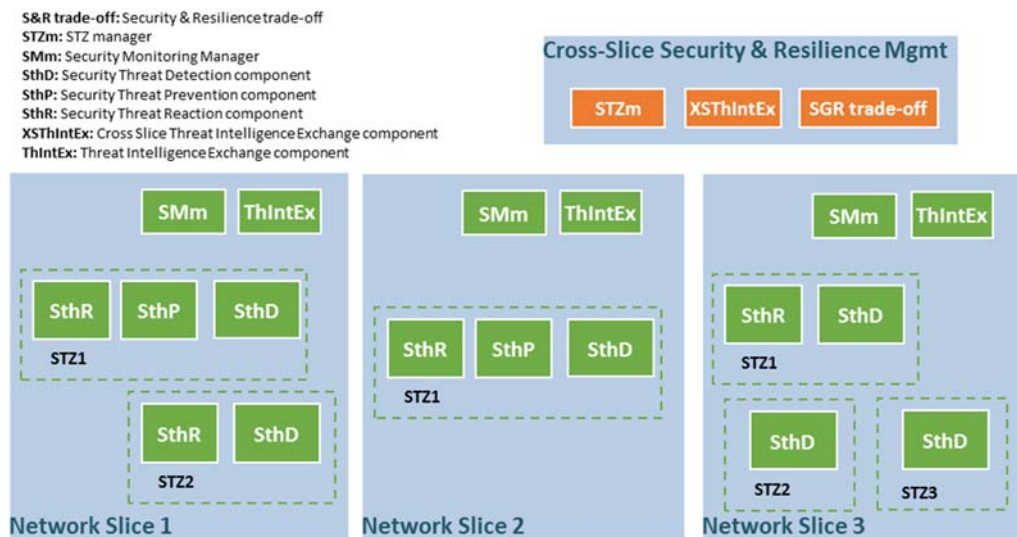 S&R trade-off: Security & Resilience trade-off
STZm: STZ manager
SMm: Security Monitoring Manager
SthD: Security Threat Detection component
SthP: Security Threat Prevention component
SthR: Security Threat Reaction component
XSThIntEx: Cross Slice Threat Intelligence Exchange component
ThIntEx: Threat Intelligence Exchange component
Cross-Slice Security & Resilience Mgmt
STZm XSThIntEx SGR trade-off
SMm ThIntEx
SthR SthP SthD
STZ1
SthR SthD
STZ2
Network Slice 1
SMm ThIntEx
SthR SthP SthD
STZ1
Network Slice 2
SMm ThIntEx
SthR SthD
STZ1
SthD SthD
STZ2 STZ3
Network Slice 3